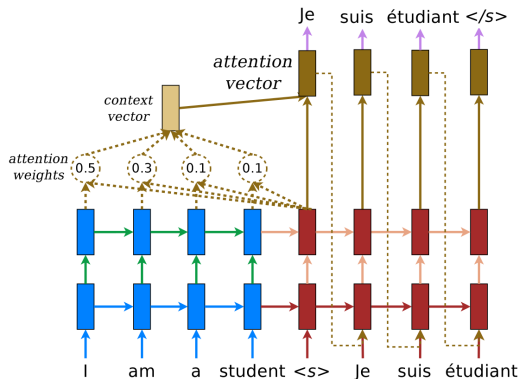 Je suis étudiant </s>
attention
vector
context
vector
attention
weights
0.5 0.3 0.1 0.1
I am a student <s> Je suis étudiant